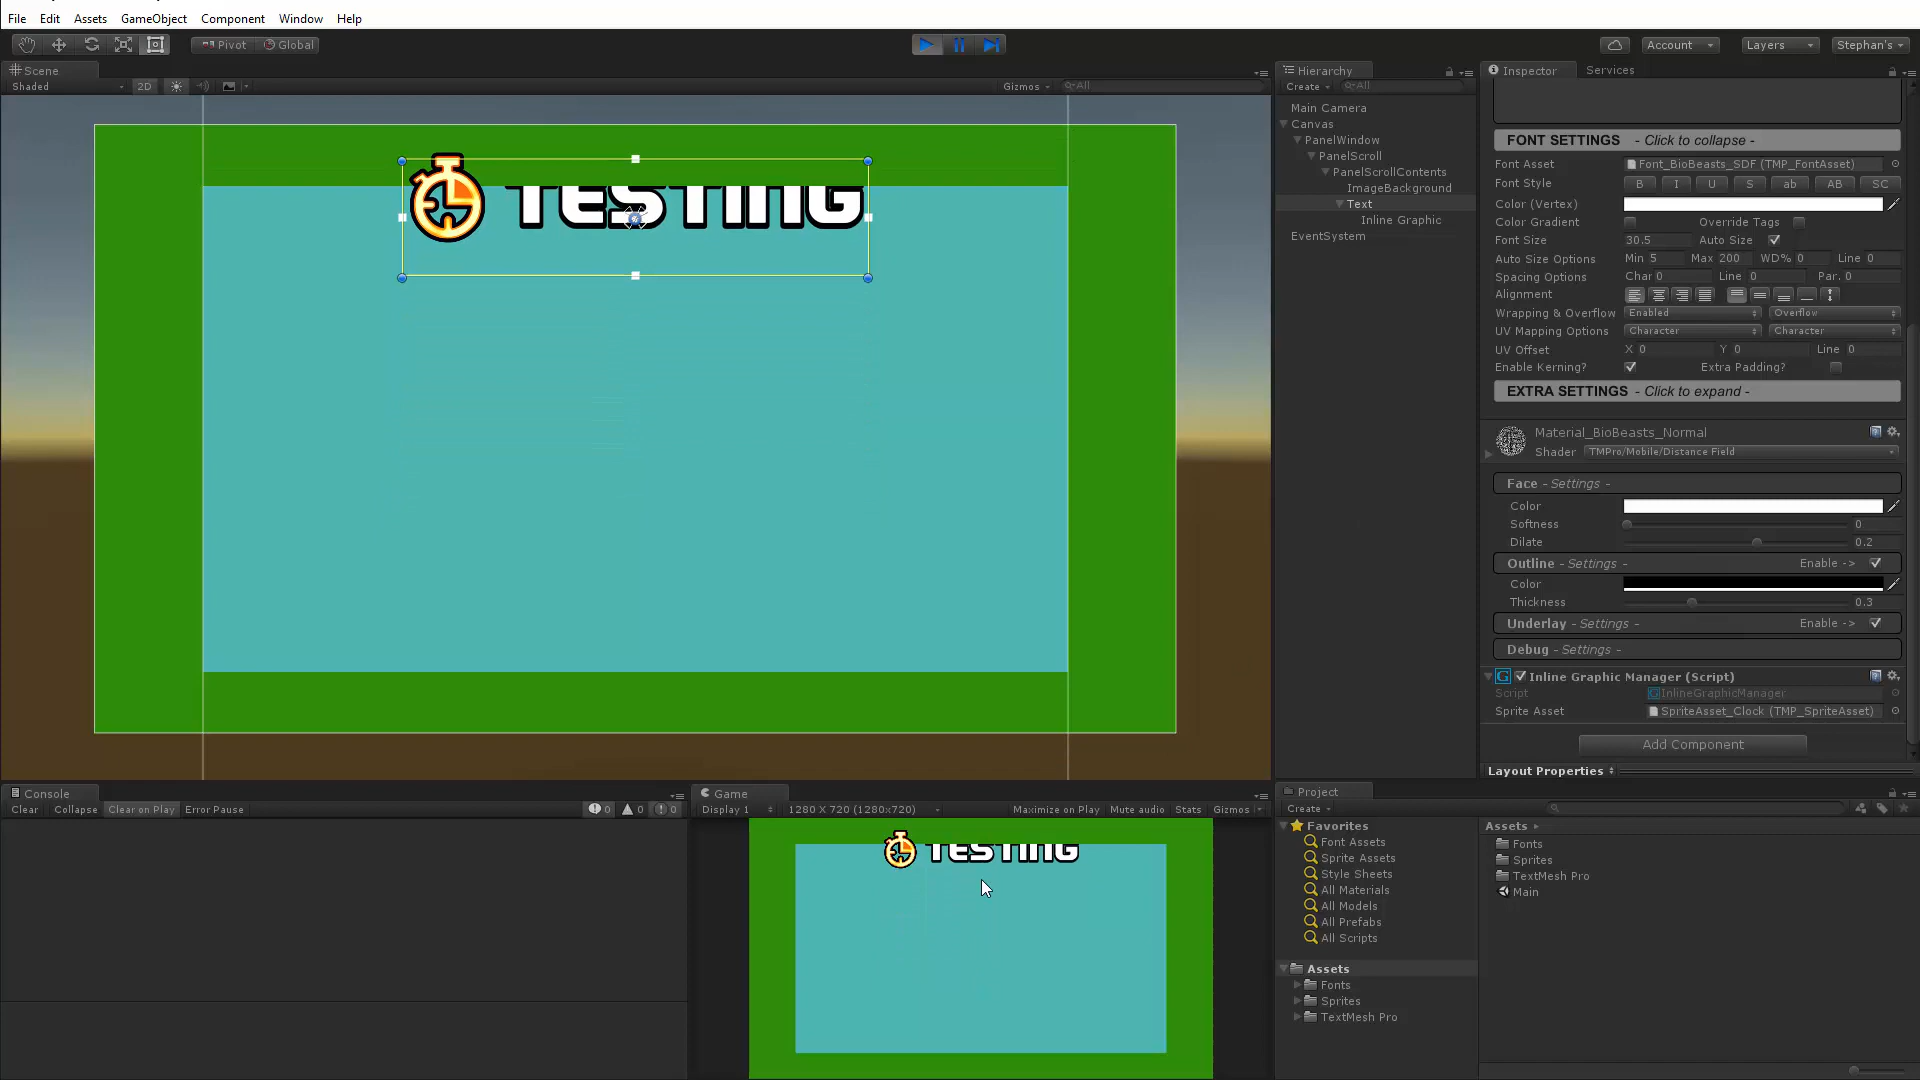 File Edit Assets GameObject Component Window Help
Pivot Global Account Layers Stephan's
Scene
Shaded 2D Gizmos All
TESTING
Hierarchy
Create All
Main Camera
Canvas
PanelWindow
PanelScroll
PanelScrollContents
ImageBackground
Text
Inline Graphic
EventSystem
Inspector Services
FONT SETTINGS - Click to collapse -
Font Asset Font_BioBeasts_SDF (TMP_FontAsset)
Font Style B I U S ab AB SC
Color (Vertex)
Color Gradient Override Tags
Font Size 30.5 Auto Size
Auto Size Options Min 5 Max 200 WD% 0 Line 0
Spacing Options Char 0 Line 0 Par. 0
Alignment
Wrapping & Overflow Enabled Overflow
UV Mapping Options Character Character
UV Offset X 0 Y 0 Line 0
Enable Kerning? Extra Padding?
EXTRA SETTINGS - Click to expand -
Material_BioBeasts_Normal
Shader TMPro/Mobile/Distance Field
Face - Settings -
Color
Softness 0
Dilate 0.2
Outline - Settings - Enable ->
Color
Thickness 0.3
Underlay - Settings - Enable ->
Debug - Settings -
Inline Graphic Manager (Script)
Script InlineGraphicManager
Sprite Asset SpriteAsset_Clock (TMP_SpriteAsset)
Add Component
Layout Properties
Console
Clear Collapse Clear on Play Error Pause 0 0 0
Game
Display 1 1280 X 720 (1280x720) Maximize on Play Mute audio Stats Gizmos
TESTING
Project
Create
Favorites
Font Assets
Sprite Assets
Style Sheets
All Materials
All Models
All Prefabs
All Scripts
Assets
Fonts
Sprites
TextMesh Pro
Assets
Fonts
Sprites
TextMesh Pro
Main